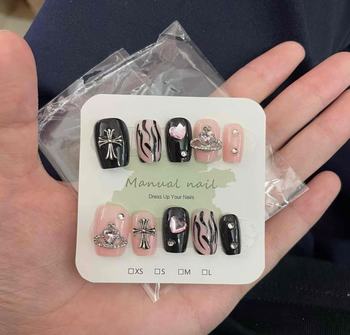 Manual nail
Dress Up Your Nails
☐XS ☐S ☐M ☐L